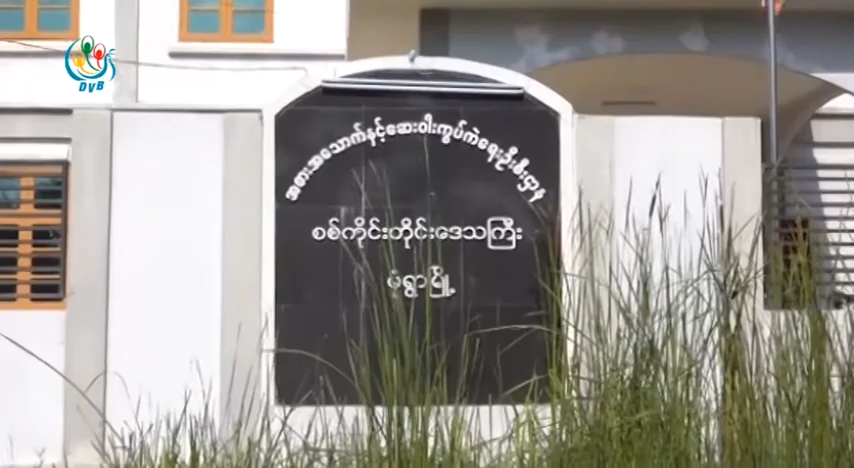 DVB
အစားအသောက်နှင့်ဆေးဝါးကွပ်ကဲရေးဦးစီးဌာန
စစ်ကိုင်းတိုင်းဒေသကြီး
မုံရွာမြို့